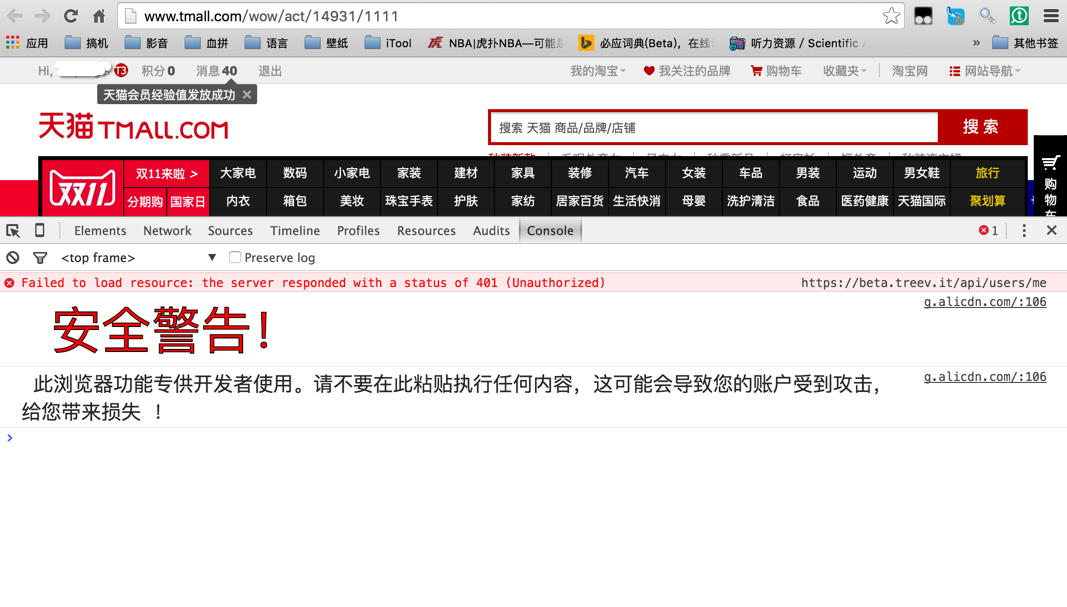 www.tmall.com/wow/act/14931/1111
应用 搞机 影音 血拼 语言 壁纸 iTool NBA|虎扑NBA—可能是 必应词典(Beta)，在线 听力资源 / Scientific » 其他书签
Hi, T3 积分 0 消息 40 退出 我的淘宝 我关注的品牌 购物车 收藏夹 淘宝网 网站导航
天猫会员经验值发放成功 ×
天猫 TMALL.COM
搜索 天猫 商品/品牌/店铺 搜索
双11 双11来啦 > 大家电 数码 小家电 家装 建材 家具 装修 汽车 女装 车品 男装 运动 男女鞋 旅行
分期购 国家日 内衣 箱包 美妆 珠宝手表 护肤 家纺 居家百货 生活快消 母婴 洗护清洁 食品 医药健康 天猫国际 聚划算
购物车
Elements Network Sources Timeline Profiles Resources Audits Console 1
<top frame> Preserve log
Failed to load resource: the server responded with a status of 401 (Unauthorized) https://beta.treev.it/api/users/me
安全警告！ g.alicdn.com/:106
此浏览器功能专供开发者使用。请不要在此粘贴执行任何内容，这可能会导致您的账户受到攻击， g.alicdn.com/:106
给您带来损失 ！
>